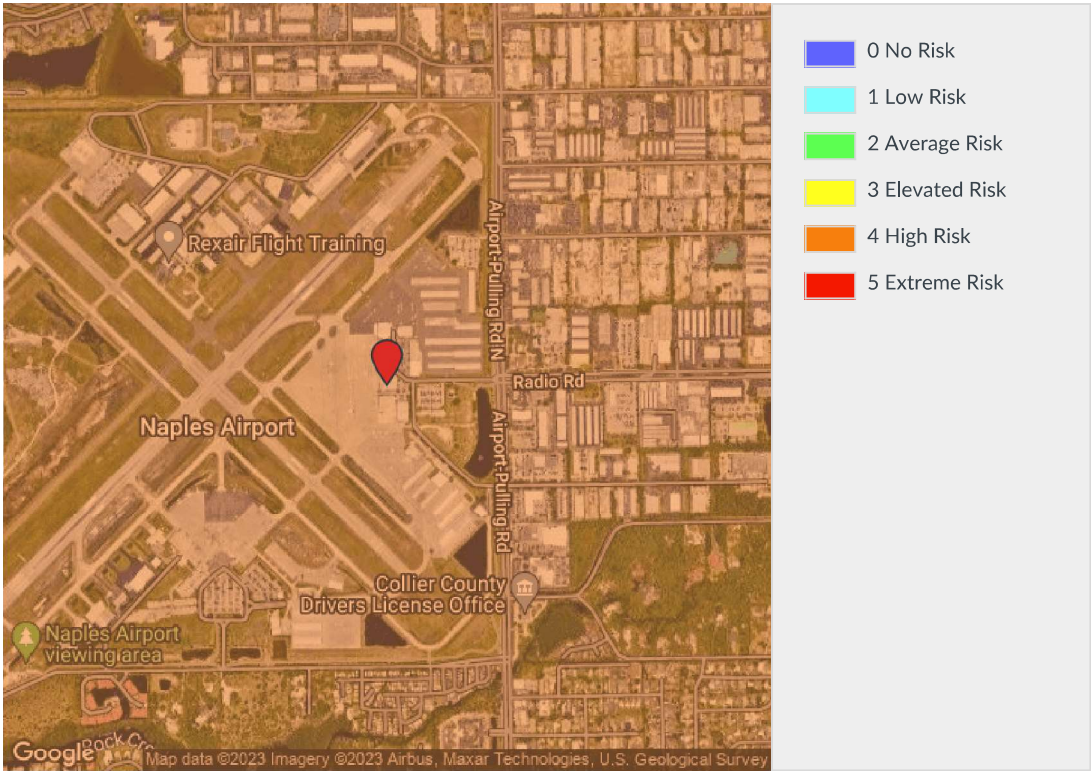 0 No Risk
1 Low Risk
2 Average Risk
3 Elevated Risk
4 High Risk
5 Extreme Risk
Rexair Flight Training
Airport-Pulling Rd N
Radio Rd
Naples Airport
Airport-Pulling Rd
Collier County
Drivers License Office
Naples Airport
viewing area
Rock Cr
Google
Map data ©2023 Imagery ©2023 Airbus, Maxar Technologies, U.S. Geological Survey